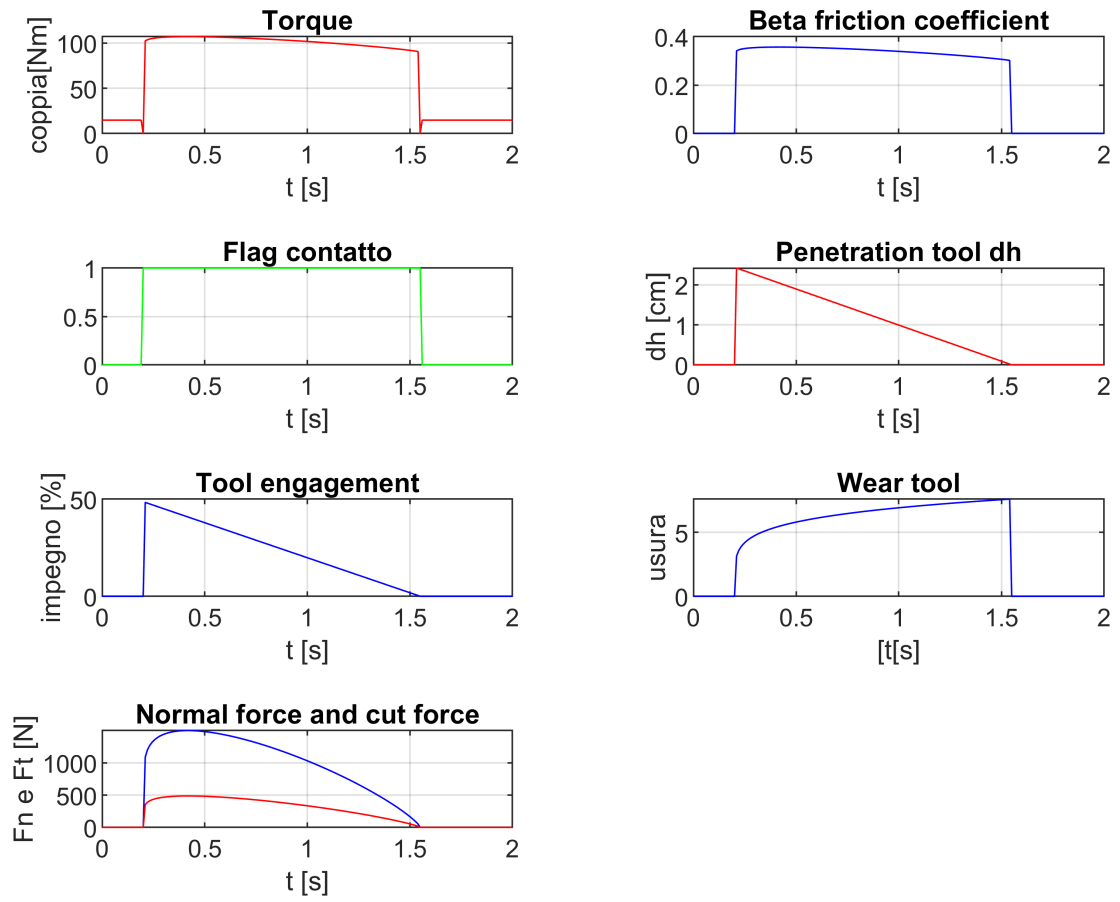 Torque
coppia[Nm]
100
50
0
0 0.5 1 1.5 2
t [s]
Beta friction coefficient
0.4
0.2
0
0 0.5 1 1.5 2
t [s]
Flag contatto
1
0.5
0
0 0.5 1 1.5 2
t [s]
Penetration tool dh
dh [cm]
2
1
0
0 0.5 1 1.5 2
t [s]
Tool engagement
impegno [%]
50
0
0 0.5 1 1.5 2
t [s]
Wear tool
usura
5
0
0 0.5 1 1.5 2
[t[s]
Normal force and cut force
Fn e Ft [N]
1000
500
0
0 0.5 1 1.5 2
t [s]